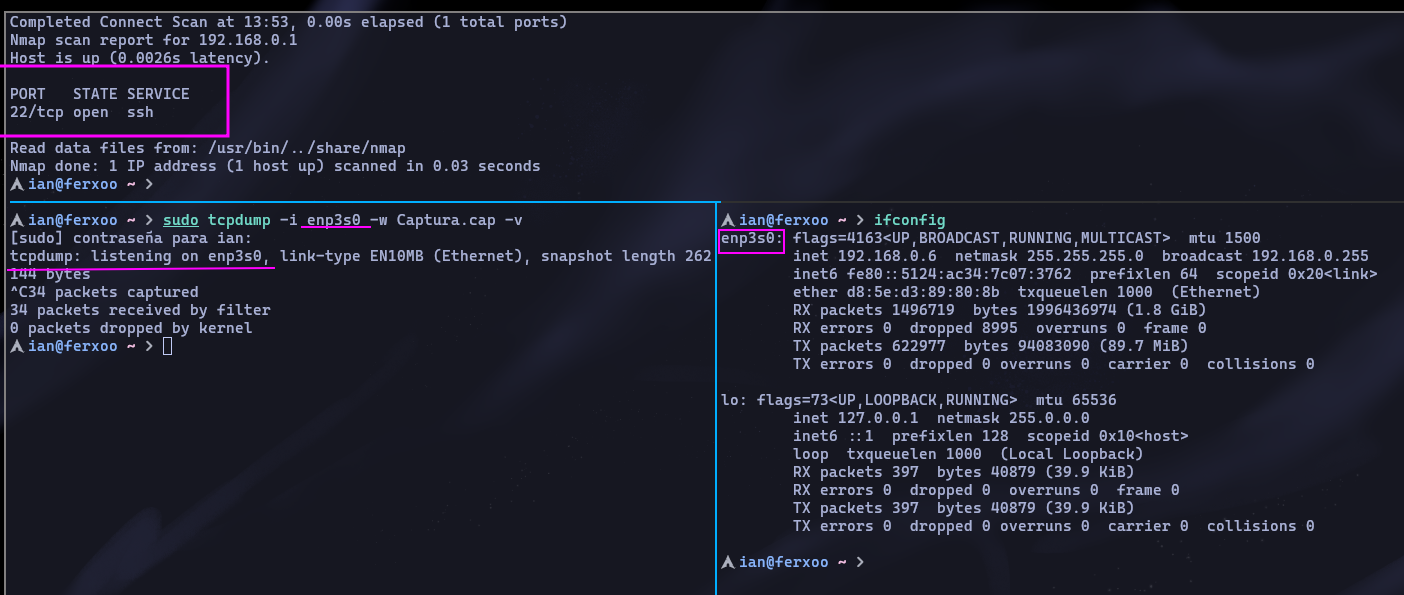 Completed Connect Scan at 13:53, 0.00s elapsed (1 total ports)
Nmap scan report for 192.168.0.1
Host is up (0.0026s latency).
PORT   STATE SERVICE
22/tcp open  ssh
Read data files from: /usr/bin/../share/nmap
Nmap done: 1 IP address (1 host up) scanned in 0.03 seconds
ian@ferxoo ~ >
ian@ferxoo ~ > sudo tcpdump -i enp3s0 -w Captura.cap -v
[sudo] contraseña para ian:
tcpdump: listening on enp3s0, link-type EN10MB (Ethernet), snapshot length 262
144 bytes
^C34 packets captured
34 packets received by filter
0 packets dropped by kernel
ian@ferxoo ~ >
ian@ferxoo ~ > ifconfig
enp3s0: flags=4163<UP,BROADCAST,RUNNING,MULTICAST>  mtu 1500
inet 192.168.0.6  netmask 255.255.255.0  broadcast 192.168.0.255
inet6 fe80::5124:ac34:7c07:3762  prefixlen 64  scopeid 0x20<link>
ether d8:5e:d3:89:80:8b  txqueuelen 1000  (Ethernet)
RX packets 1496719  bytes 1996436974 (1.8 GiB)
RX errors 0  dropped 8995  overruns 0  frame 0
TX packets 622977  bytes 94083090 (89.7 MiB)
TX errors 0  dropped 0 overruns 0  carrier 0  collisions 0
lo: flags=73<UP,LOOPBACK,RUNNING>  mtu 65536
inet 127.0.0.1  netmask 255.0.0.0
inet6 ::1  prefixlen 128  scopeid 0x10<host>
loop  txqueuelen 1000  (Local Loopback)
RX packets 397  bytes 40879 (39.9 KiB)
RX errors 0  dropped 0  overruns 0  frame 0
TX packets 397  bytes 40879 (39.9 KiB)
TX errors 0  dropped 0 overruns 0  carrier 0  collisions 0
ian@ferxoo ~ >